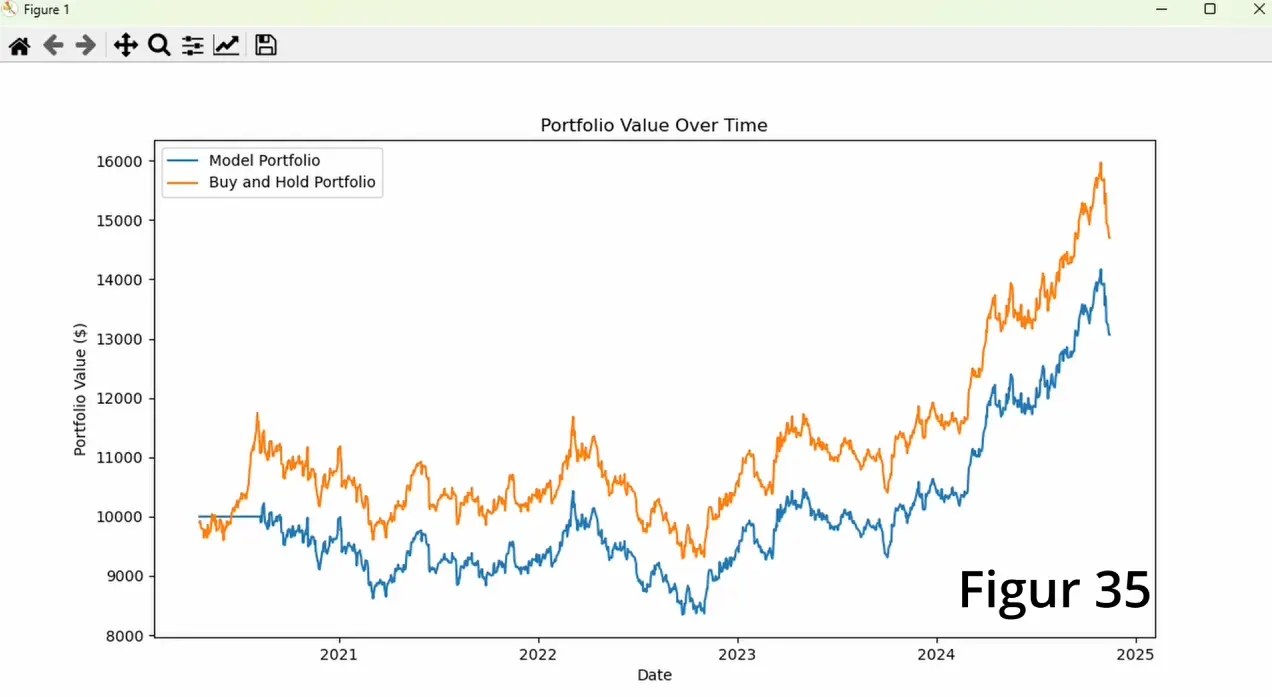 Figure 1
Portfolio Value Over Time
Model Portfolio
Buy and Hold Portfolio
16000
15000
14000
13000
12000
11000
10000
9000
8000
Portfolio Value ($)
Figur 35
2021
2022
2023
2024
2025
Date